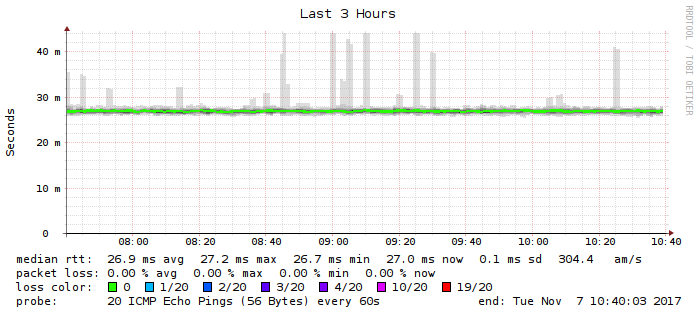 Last 3 Hours
RRDTOOL / TOBI OETIKER
Seconds
40 m
30 m
20 m
10 m
0
08:00 08:20 08:40 09:00 09:20 09:40 10:00 10:20 10:40
median rtt: 26.9 ms avg 27.2 ms max 26.7 ms min 27.0 ms now 0.1 ms sd 304.4 am/s
packet loss: 0.00 % avg 0.00 % max 0.00 % min 0.00 % now
loss color: 0 1/20 2/20 3/20 4/20 10/20 19/20
probe: 20 ICMP Echo Pings (56 Bytes) every 60s end: Tue Nov 7 10:40:03 2017